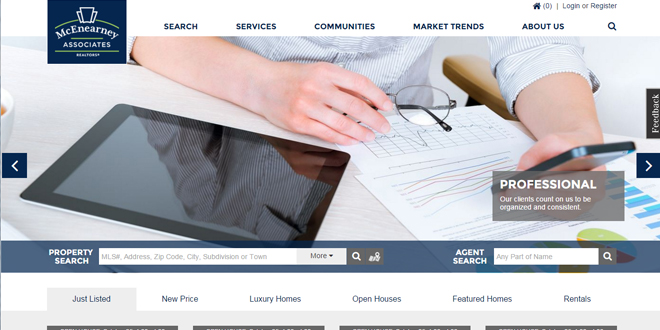 (0) | Login or Register
McEnearney
ASSOCIATES
REALTORS®
SEARCH SERVICES COMMUNITIES MARKET TRENDS ABOUT US
Feedback
PROFESSIONAL
Our clients count on us to be
organized and consistent.
PROPERTY
SEARCH
MLS#, Address, Zip Code, City, Subdivision or Town
More
AGENT
SEARCH
Any Part of Name
Just Listed New Price Luxury Homes Open Houses Featured Homes Rentals